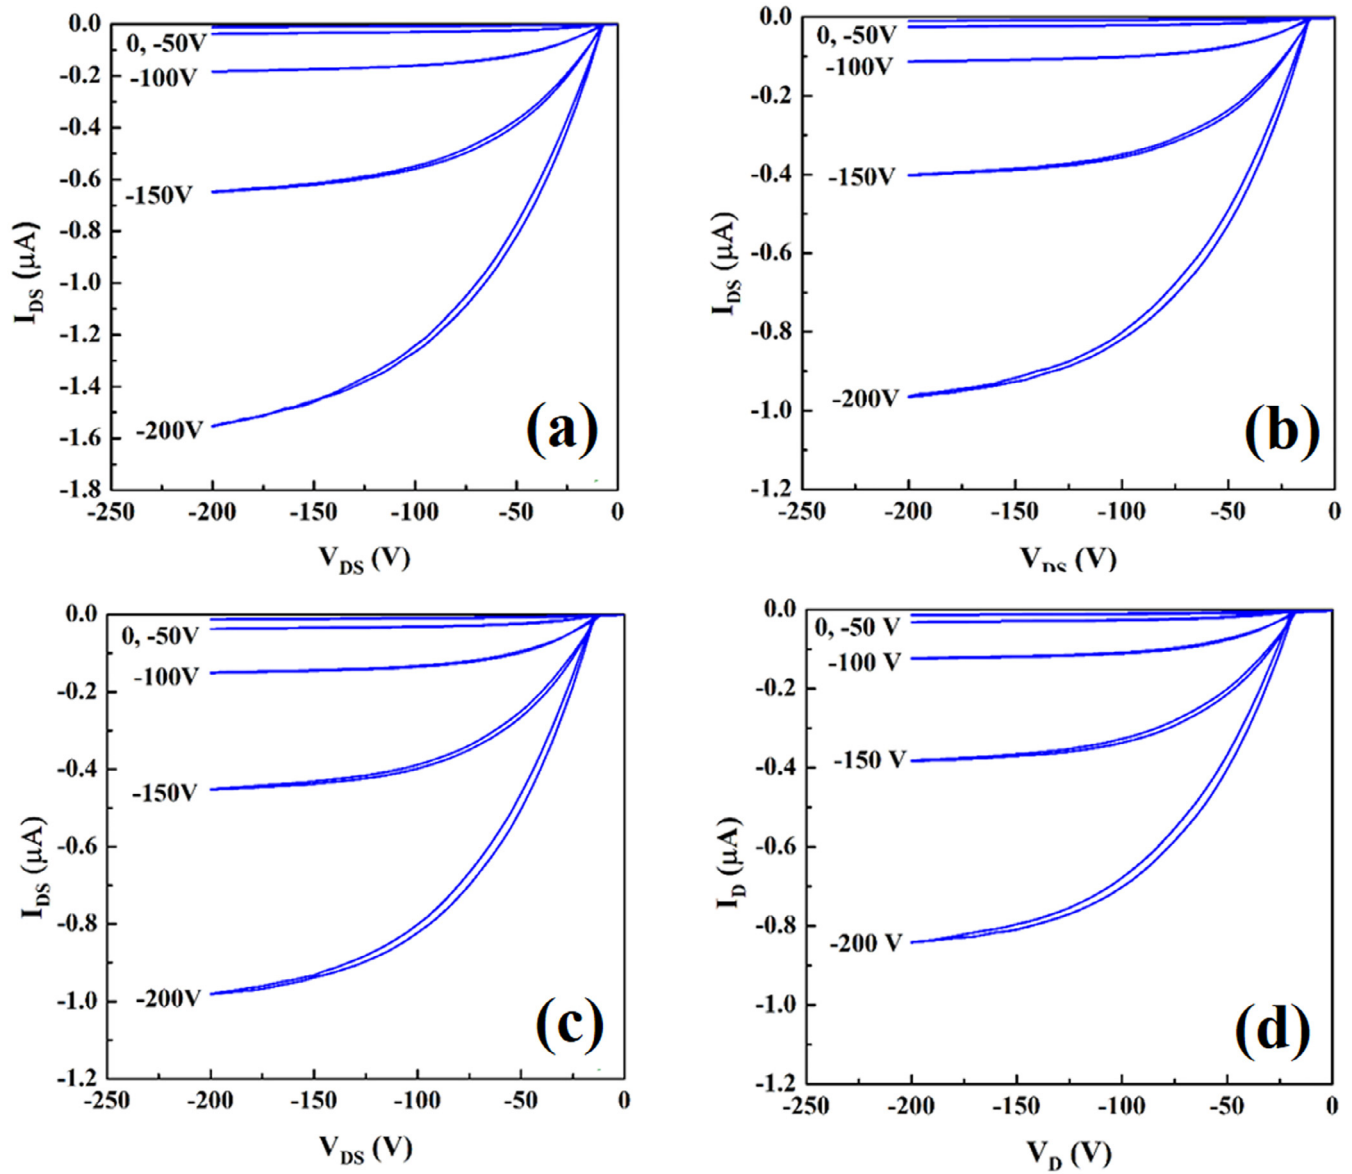 0.0
-0.2
-0.4
-0.6
-0.8
-1.0
-1.2
-1.4
-1.6
-1.8
I_DS (μA)
0, -50V
-100V
-150V
-200V
(a)
-250 -200 -150 -100 -50 0
V_DS (V)
0.0
-0.2
-0.4
-0.6
-0.8
-1.0
-1.2
I_DS (μA)
0, -50V
-100V
-150V
-200V
(b)
-250 -200 -150 -100 -50 0
V_DS (V)
0.0
-0.2
-0.4
-0.6
-0.8
-1.0
-1.2
I_DS (μA)
0, -50V
-100V
-150V
-200V
(c)
-250 -200 -150 -100 -50 0
V_DS (V)
0.0
-0.2
-0.4
-0.6
-0.8
-1.0
-1.2
I_D (μA)
0, -50 V
-100 V
-150 V
-200 V
(d)
-250 -200 -150 -100 -50 0
V_D (V)